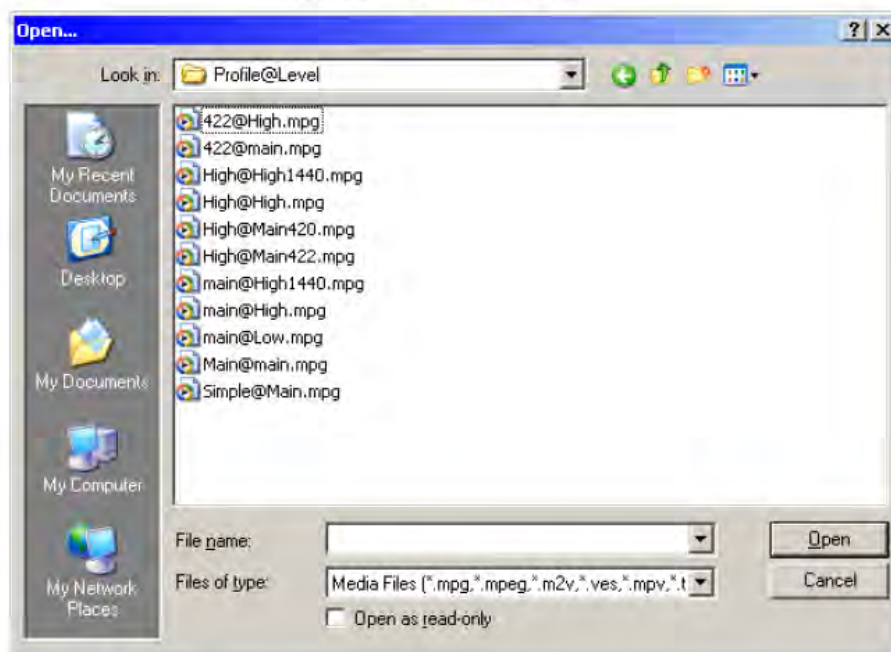 Open...
Look in: Profile@Level
422@High.mpg
422@main.mpg
High@High1440.mpg
High@High.mpg
High@Main420.mpg
High@Main422.mpg
main@High1440.mpg
main@High.mpg
main@Low.mpg
Main@main.mpg
Simple@Main.mpg
My Recent
Documents
Desktop
My Documents
My Computer
My Network
Places
File name:
Open
Files of type: Media Files (*.mpg,*.mpeg,*.m2v,*.ves,*.mpv,*.t
Cancel
Open as read-only